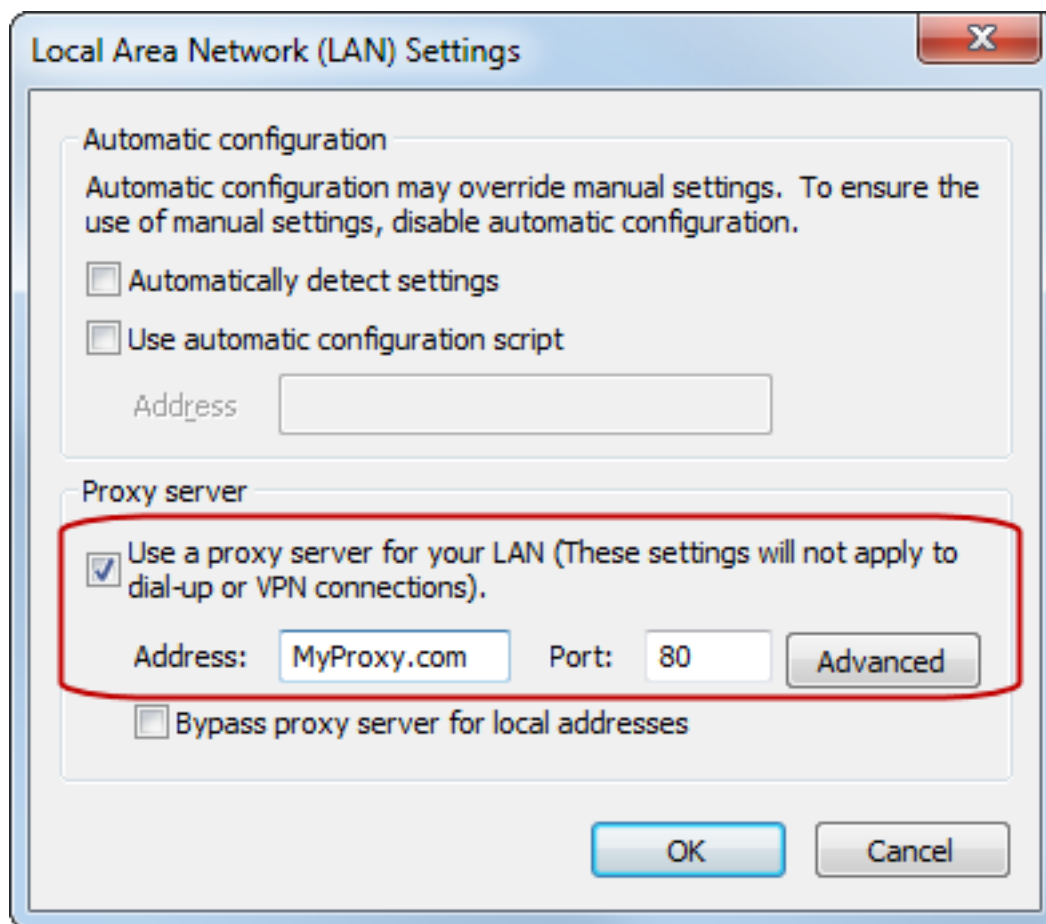 Local Area Network (LAN) Settings
Automatic configuration
Automatic configuration may override manual settings.  To ensure the
use of manual settings, disable automatic configuration.
Automatically detect settings
Use automatic configuration script
Address
Proxy server
Use a proxy server for your LAN (These settings will not apply to
dial-up or VPN connections).
Address: MyProxy.com Port: 80 Advanced
Bypass proxy server for local addresses
OK Cancel